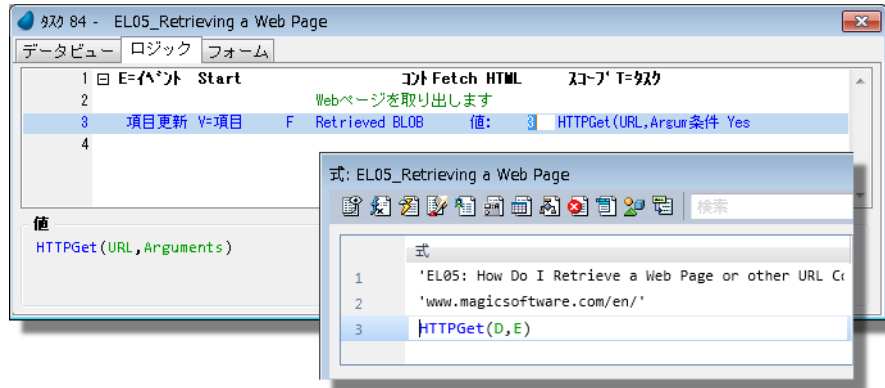 タスク 84 - EL05_Retrieving a Web Page
データビュー ロジック フォーム
1 E=イベント Start コント Fetch HTML スコープ T=タスク
2 Webページを取り出します
3 項目更新 V=項目 F Retrieved BLOB 値: 3 HTTPGet(URL,Argum条件 Yes
4
値
HTTPGet(URL,Arguments)
式: EL05_Retrieving a Web Page
検索
式
1 'EL05: How Do I Retrieve a Web Page or other URL Co
2 'www.magicsoftware.com/en/'
3 HTTPGet(D,E)